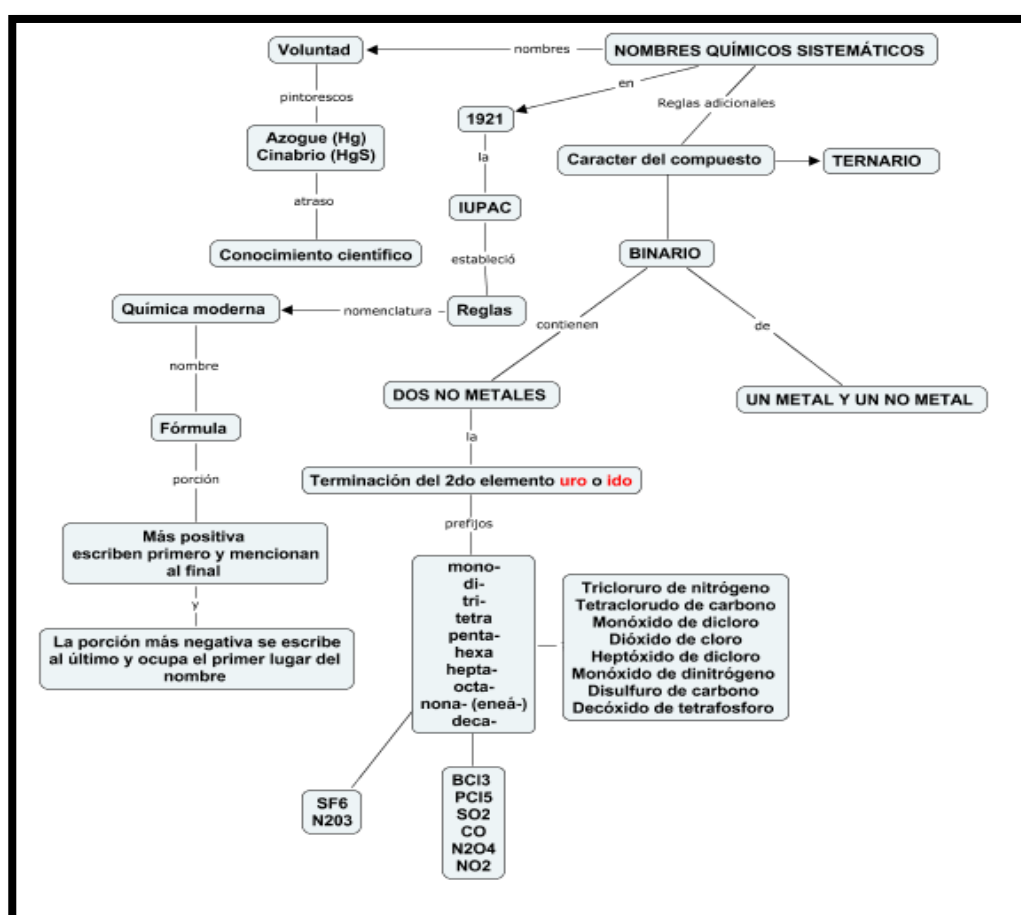 Voluntad
nombres
NOMBRES QUÍMICOS SISTEMÁTICOS
pintorescos
en
Reglas adicionales
1921
Azogue (Hg)
Cinabrio (HgS)
la
Caracter del compuesto
TERNARIO
atraso
IUPAC
Conocimiento científico
estableció
BINARIO
Química moderna
nomenclatura
Reglas
contienen
de
nombre
DOS NO METALES
UN METAL Y UN NO METAL
Fórmula
la
porción
Terminación del 2do elemento uro o ido
prefijos
Más positiva
escriben primero y mencionan
al final
y
La porción más negativa se escribe
al último y ocupa el primer lugar del
nombre
mono-
di-
tri-
tetra
penta-
hexa
hepta-
octa-
nona- (eneá-)
deca-
Tricloruro de nitrógeno
Tetraclorudo de carbono
Monóxido de dicloro
Dióxido de cloro
Heptóxido de dicloro
Monóxido de dinitrógeno
Disulfuro de carbono
Decóxido de tetrafosforo
SF6
N203
BCl3
PCl5
SO2
CO
N2O4
NO2